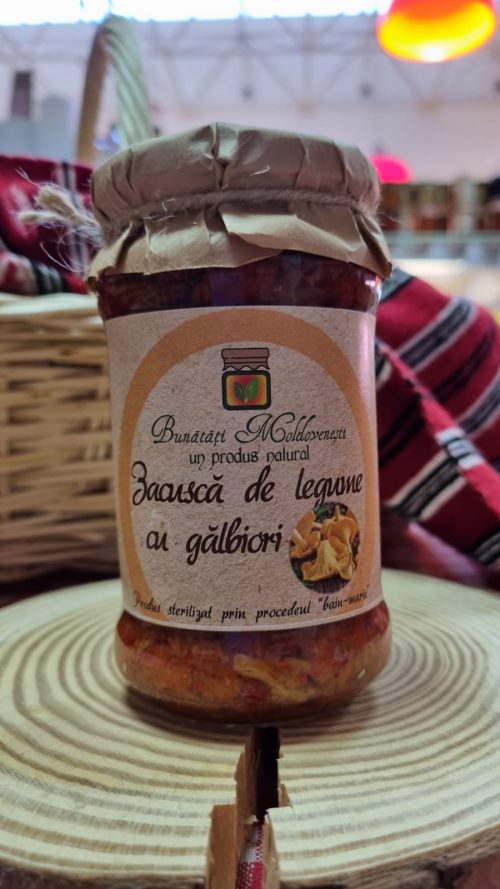 Bunătăți Moldovenești
un produs natural
Zacuscă de legume
cu gălbiori
Produs sterilizat prin procedeul "bain-marie"